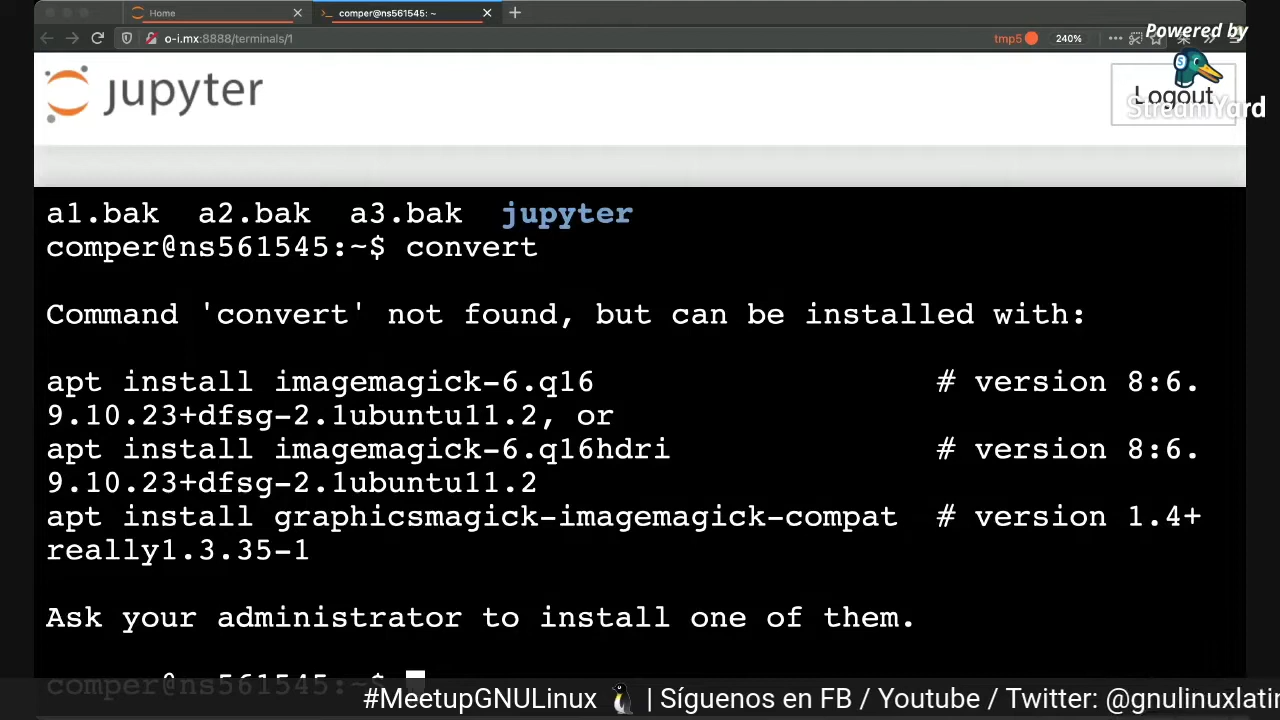 Home
comper@ns561545: ~
o-i.mx:8888/terminals/1
tmp5
240%
Powered by
jupyter
Logout
StreamYard
a1.bak  a2.bak  a3.bak  jupyter
comper@ns561545:~$ convert
Command 'convert' not found, but can be installed with:
apt install imagemagick-6.q16                  # version 8:6.
9.10.23+dfsg-2.1ubuntu11.2, or
apt install imagemagick-6.q16hdri              # version 8:6.
9.10.23+dfsg-2.1ubuntu11.2
apt install graphicsmagick-imagemagick-compat  # version 1.4+
really1.3.35-1
Ask your administrator to install one of them.
comper@ns561545:~$
#MeetupGNULinux | Síguenos en FB / Youtube / Twitter: @gnulinuxlati